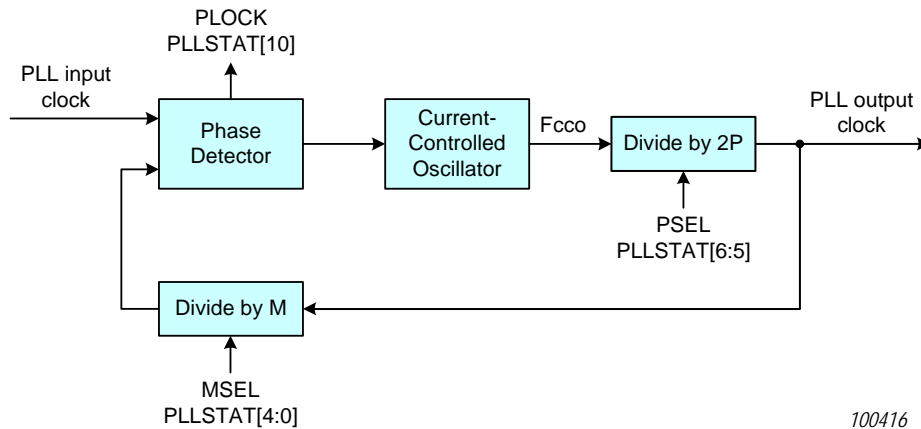 PLOCK
PLLSTAT[10]
PLL input
clock
Phase
Detector
Current-
Controlled
Oscillator
Fcco
Divide by 2P
PLL output
clock
PSEL
PLLSTAT[6:5]
Divide by M
MSEL
PLLSTAT[4:0]
100416